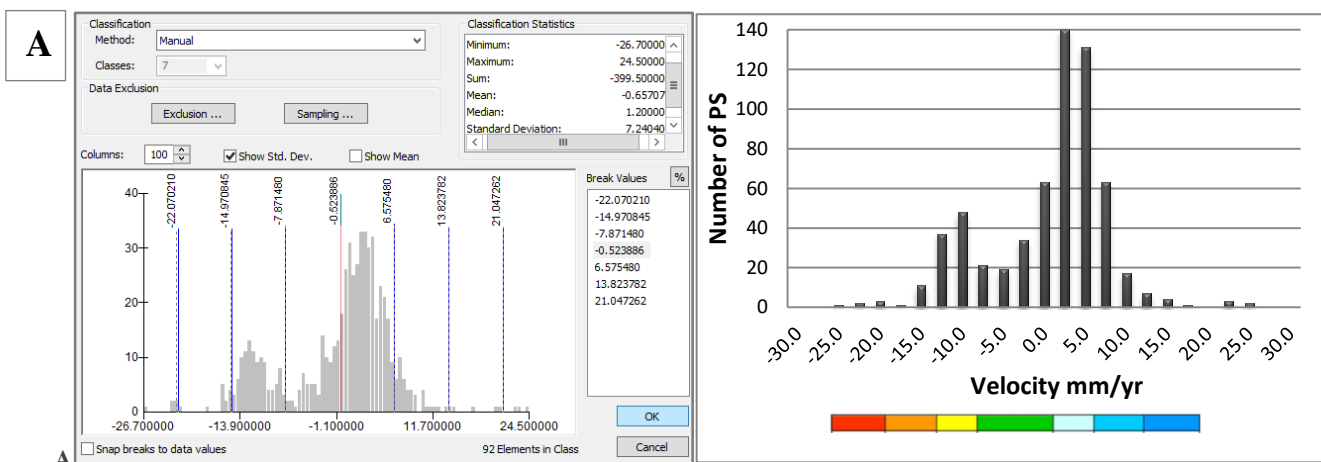 A
Classification
Method: Manual
Classes: 7
Data Exclusion
Exclusion ... Sampling ...
Classification Statistics
Minimum: -26.70000
Maximum: 24.50000
Sum: -399.50000
Mean: -0.65707
Median: 1.20000
Standard Deviation: 7.24040
Columns: 100 Show Std. Dev. Show Mean
-22.070210
-14.970845
-7.871480
-0.523886
6.575480
13.823782
21.047262
40
30
20
10
0
-26.700000 -13.900000 -1.100000 11.700000 24.500000
Break Values %
-22.070210
-14.970845
-7.871480
-0.523886
6.575480
13.823782
21.047262
OK
Cancel
Snap breaks to data values
92 Elements in Class
A
Number of PS
140
120
100
80
60
40
20
0
-30.0 -25.0 -20.0 -15.0 -10.0 -5.0 0.0 5.0 10.0 15.0 20.0 25.0 30.0
Velocity mm/yr